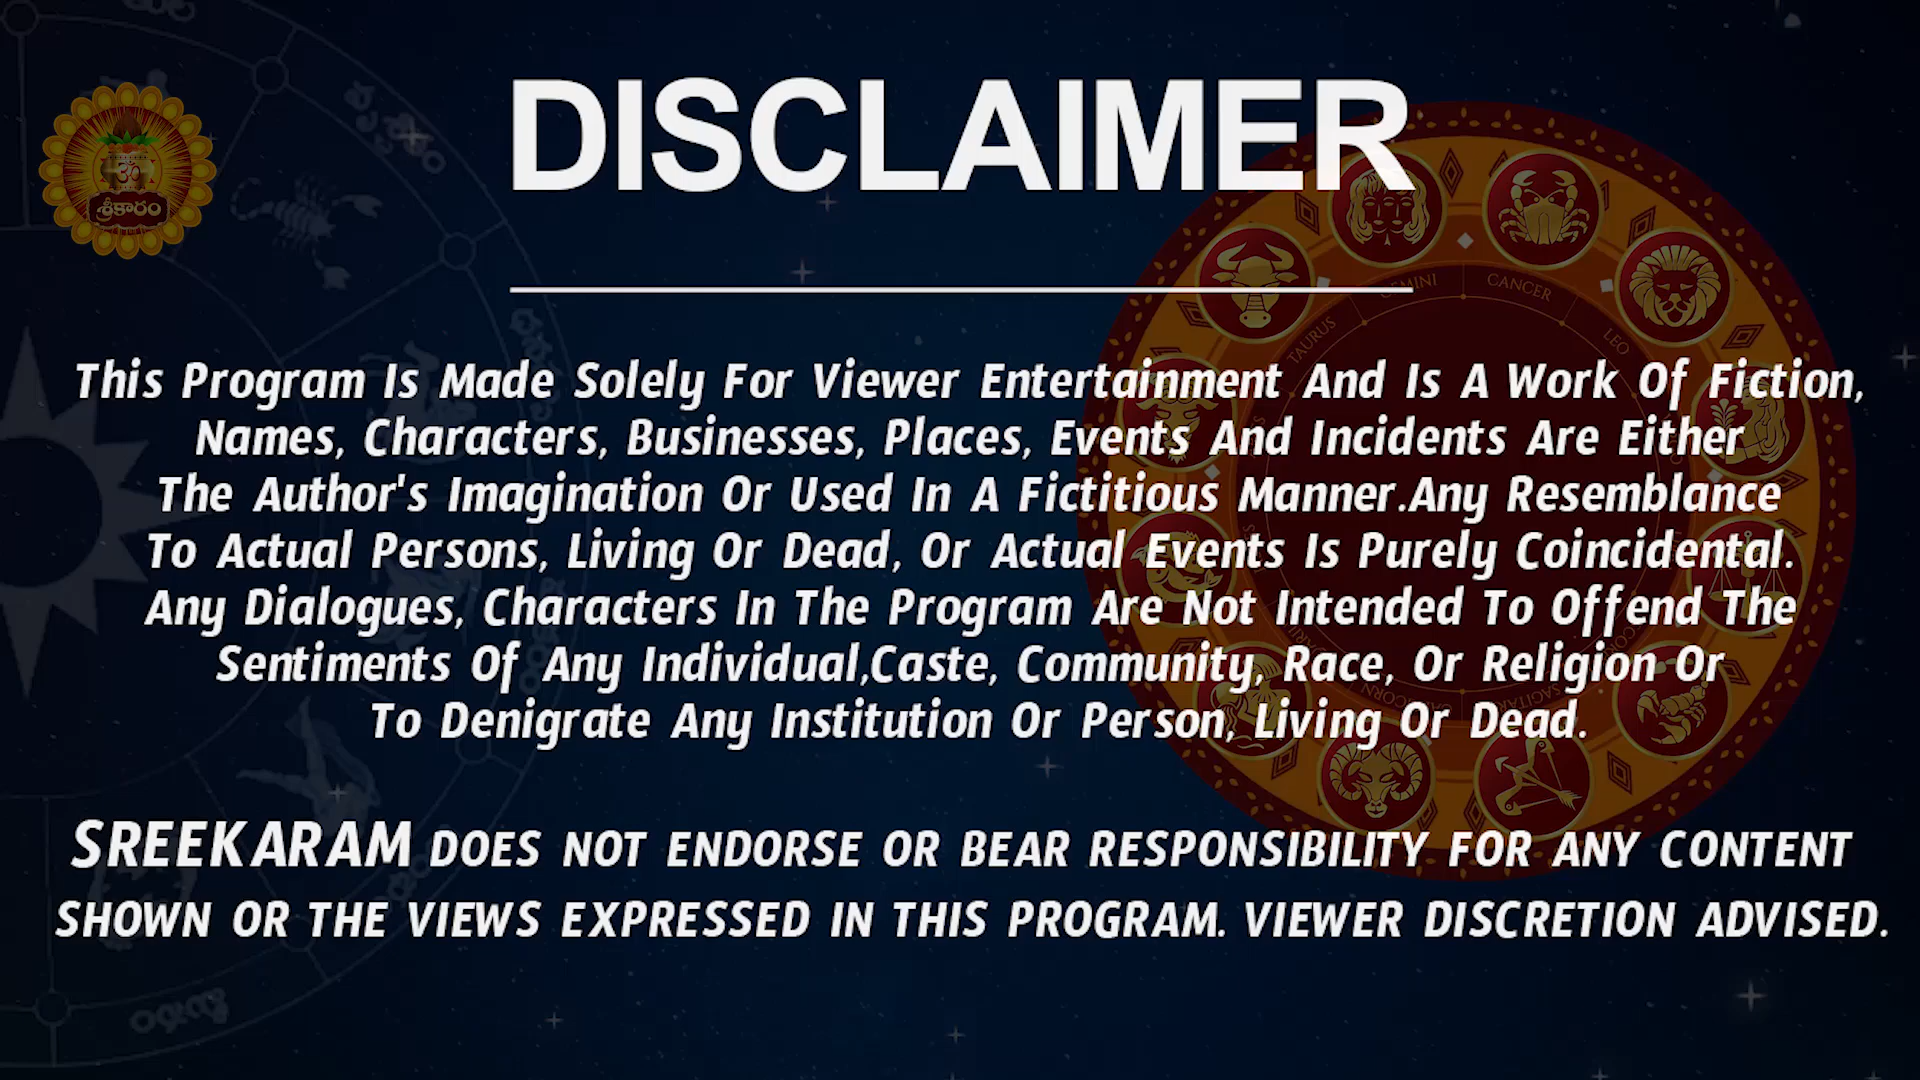 DISCLAIMER
శ్రీకారం
GEMINI
CANCER
TAURUS
LEO
This Program Is Made Solely For Viewer Entertainment And Is A Work Of Fiction,
Names, Characters, Businesses, Places, Events And Incidents Are Either
The Author's Imagination Or Used In A Fictitious Manner.Any Resemblance
To Actual Persons, Living Or Dead, Or Actual Events Is Purely Coincidental.
Any Dialogues, Characters In The Program Are Not Intended To Offend The
Sentiments Of Any Individual,Caste, Community, Race, Or Religion Or
To Denigrate Any Institution Or Person, Living Or Dead.
SREEKARAM DOES NOT ENDORSE OR BEAR RESPONSIBILITY FOR ANY CONTENT
SHOWN OR THE VIEWS EXPRESSED IN THIS PROGRAM. VIEWER DISCRETION ADVISED.